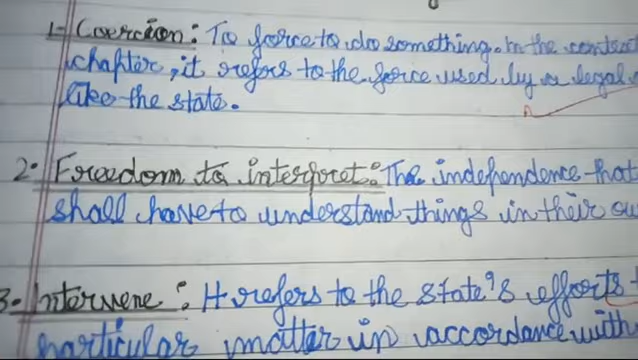 1- Coercion: To force to do something. In the context
chapter, it refers to the force used by a legal
like the state.
2. Freedom to interpret: The independence that
shall have to understand things in their
3. Intervene: It refers to the state's efforts
particular matter in accordance with